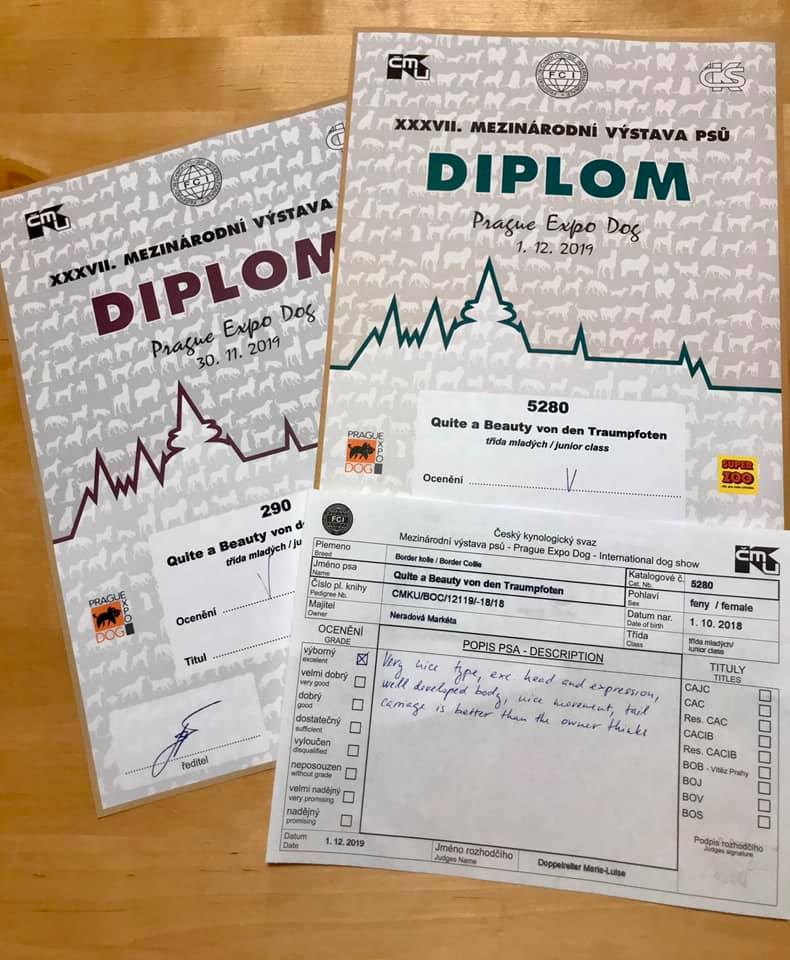 ČMKU
FCI
XXXVII. MEZINÁRODNÍ VÝSTAVA
DIPLOM
Prague Expo Dog
30. 11. 2019
290
Quite a Beauty von de
třída mladých / ju
Ocenění V
Titul
PRAGUE
EXPO
DOG
ředitel
ČMKU
FCI
ČKS
XXXVII. MEZINÁRODNÍ VÝSTAVA PSŮ
DIPLOM
Prague Expo Dog
1. 12. 2019
5280
Quite a Beauty von den Traumpfoten
třída mladých / junior class
Ocenění V
PRAGUE
EXPO
DOG
SUPER
ZOO
FCI
Český kynologický svaz
Mezinárodní výstava psů - Prague Expo Dog - International dog show
ČMKU
Plemeno
Breed
Border kolie / Border Collie
Jméno psa
Name
Quite a Beauty von den Traumpfoten
Katalogové č.
Cat. Nb.
5280
Číslo pl. knihy
Pedigree Nb.
CMKU/BOC/12119/-18/18
Pohlaví
Sex
feny / female
Majitel
Owner
Neradová Markéta
Datum nar.
Date of birth
1. 10. 2018
Třída
Class
třída mladých/
junior class
OCENĚNÍ
GRADE
výborný
excelent
velmi dobrý
very good
dobrý
good
dostatečný
sufficient
vyloučen
disqualified
neposouzen
without grade
velmi nadějný
very promising
nadějný
promising
POPIS PSA - DESCRIPTION
Very nice type, exc head and expression,
well developed body, nice movement, tail
carriage is better than the owner thinks
TITULY
TITLES
CAJC
CAC
Res. CAC
CACIB
Res. CACIB
BOB - Vítěz Prahy
BOJ
BOV
BOS
Podpis rozhodčího
Judges signature
Datum
Date
1. 12. 2019
Jméno rozhodčího
Judges Name
Doppelreiter Marie-Luise